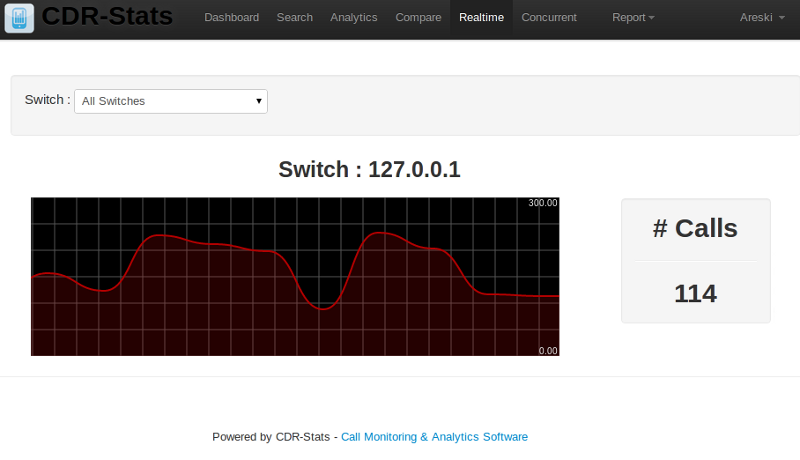 CDR-Stats Dashboard Search Analytics Compare Realtime Concurrent Report Areski
Switch : All Switches
Switch : 127.0.0.1
300.00
# Calls
114
0.00
Powered by CDR-Stats - Call Monitoring & Analytics Software